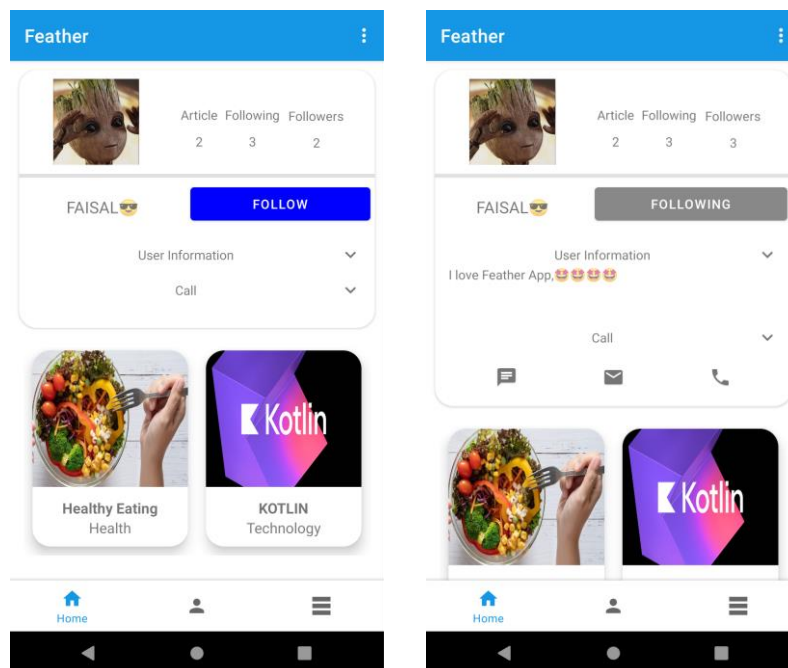 Feather
Article Following Followers
2 3 2
FAISAL😎 FOLLOW
User Information
Call
Kotlin
Healthy Eating KOTLIN
Health Technology
Home
Feather
Article Following Followers
2 3 3
FAISAL😎 FOLLOWING
User Information
I love Feather App,🤩🤩🤩🤩
Call
Kotlin
Home